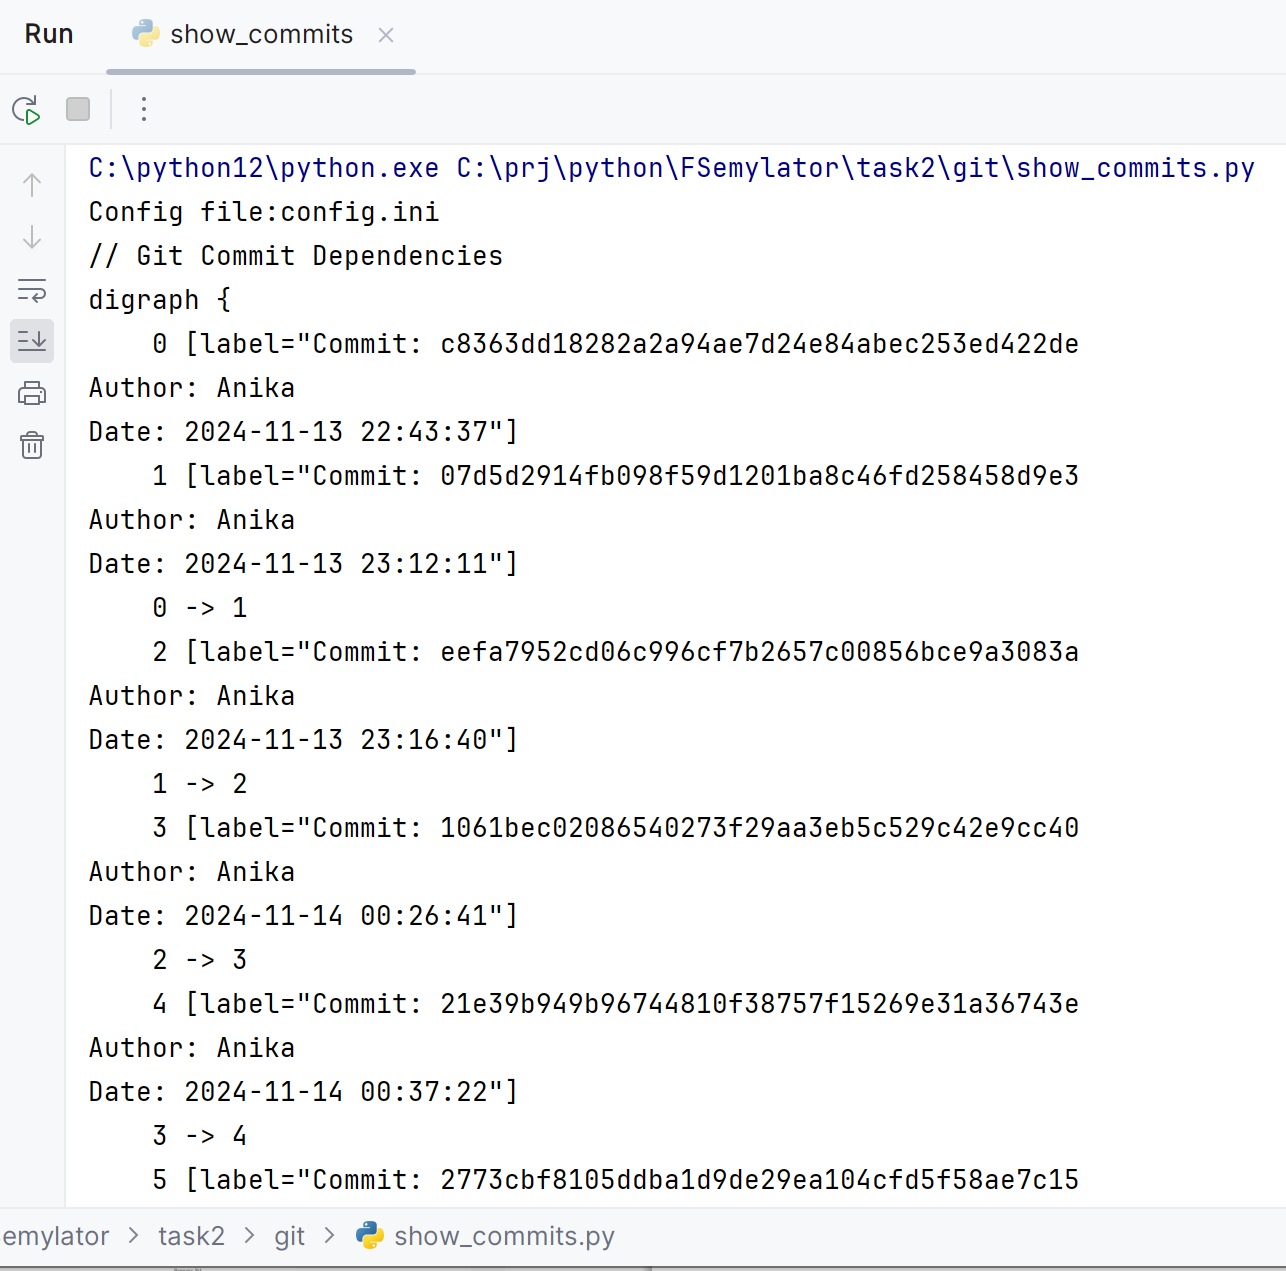 Run show_commits
C:\python12\python.exe C:\prj\python\FSemylator\task2\git\show_commits.py
Config file:config.ini
// Git Commit Dependencies
digraph {
    0 [label="Commit: c8363dd18282a2a94ae7d24e84abec253ed422de
Author: Anika
Date: 2024-11-13 22:43:37"]
    1 [label="Commit: 07d5d2914fb098f59d1201ba8c46fd258458d9e3
Author: Anika
Date: 2024-11-13 23:12:11"]
    0 -> 1
    2 [label="Commit: eefa7952cd06c996cf7b2657c00856bce9a3083a
Author: Anika
Date: 2024-11-13 23:16:40"]
    1 -> 2
    3 [label="Commit: 1061bec02086540273f29aa3eb5c529c42e9cc40
Author: Anika
Date: 2024-11-14 00:26:41"]
    2 -> 3
    4 [label="Commit: 21e39b949b96744810f38757f15269e31a36743e
Author: Anika
Date: 2024-11-14 00:37:22"]
    3 -> 4
    5 [label="Commit: 2773cbf8105ddba1d9de29ea104cfd5f58ae7c15
emylator > task2 > git > show_commits.py